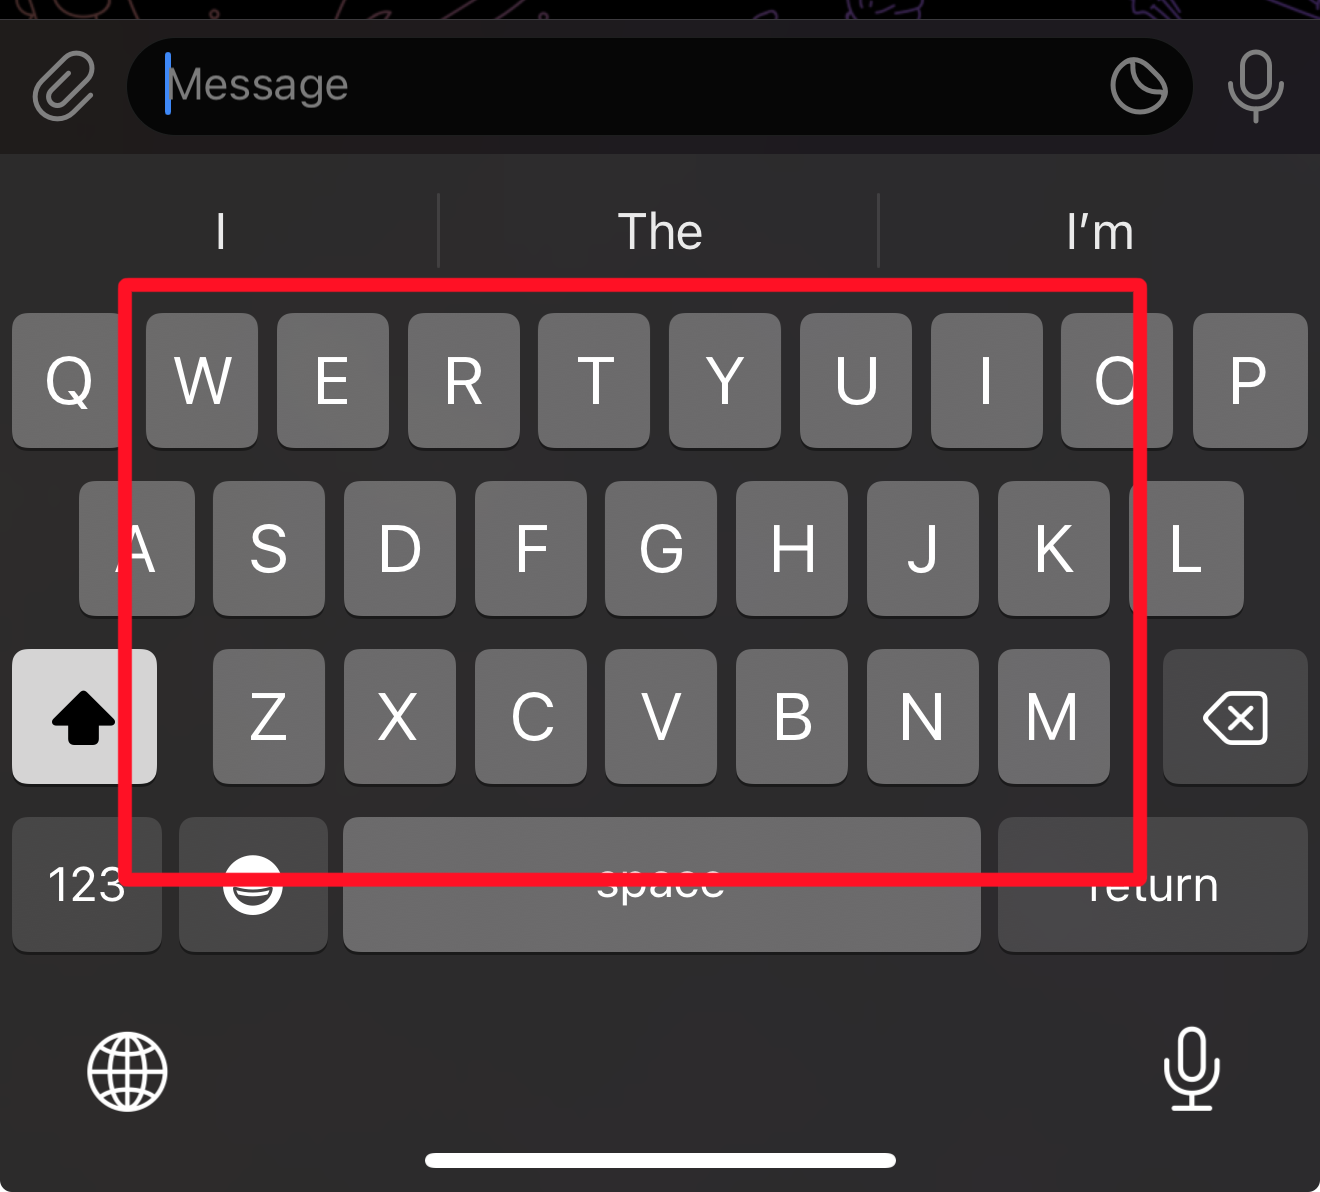 Message
I The I’m
Q W E R T Y U I O P
A S D F G H J K L
Z X C V B N M
123 space return